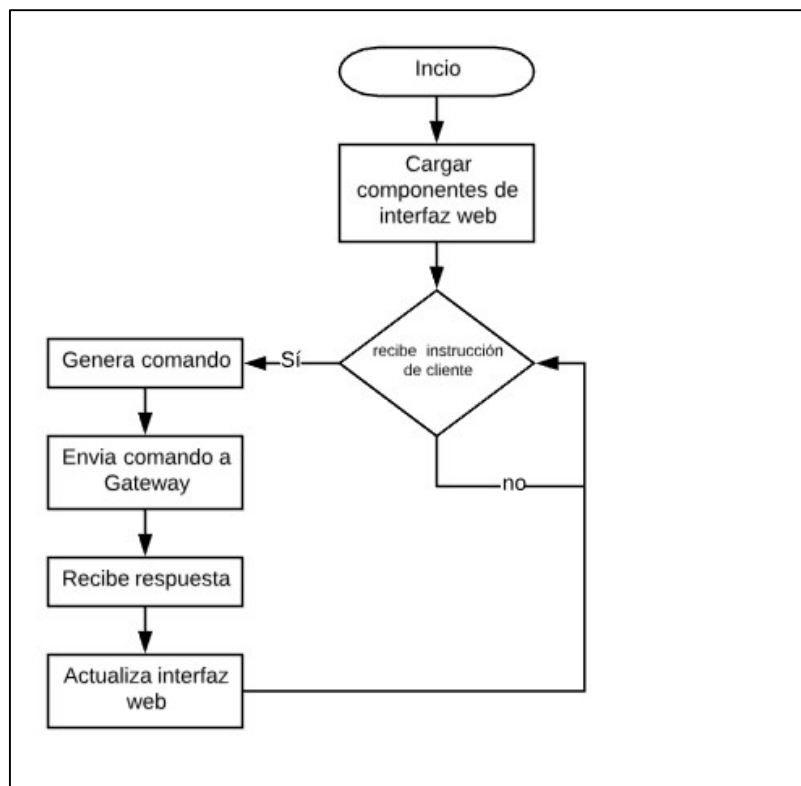 Incio
Cargar
componentes de
interfaz web
recibe instrucción
de cliente
Sí
no
Genera comando
Envia comando a
Gateway
Recibe respuesta
Actualiza interfaz
web